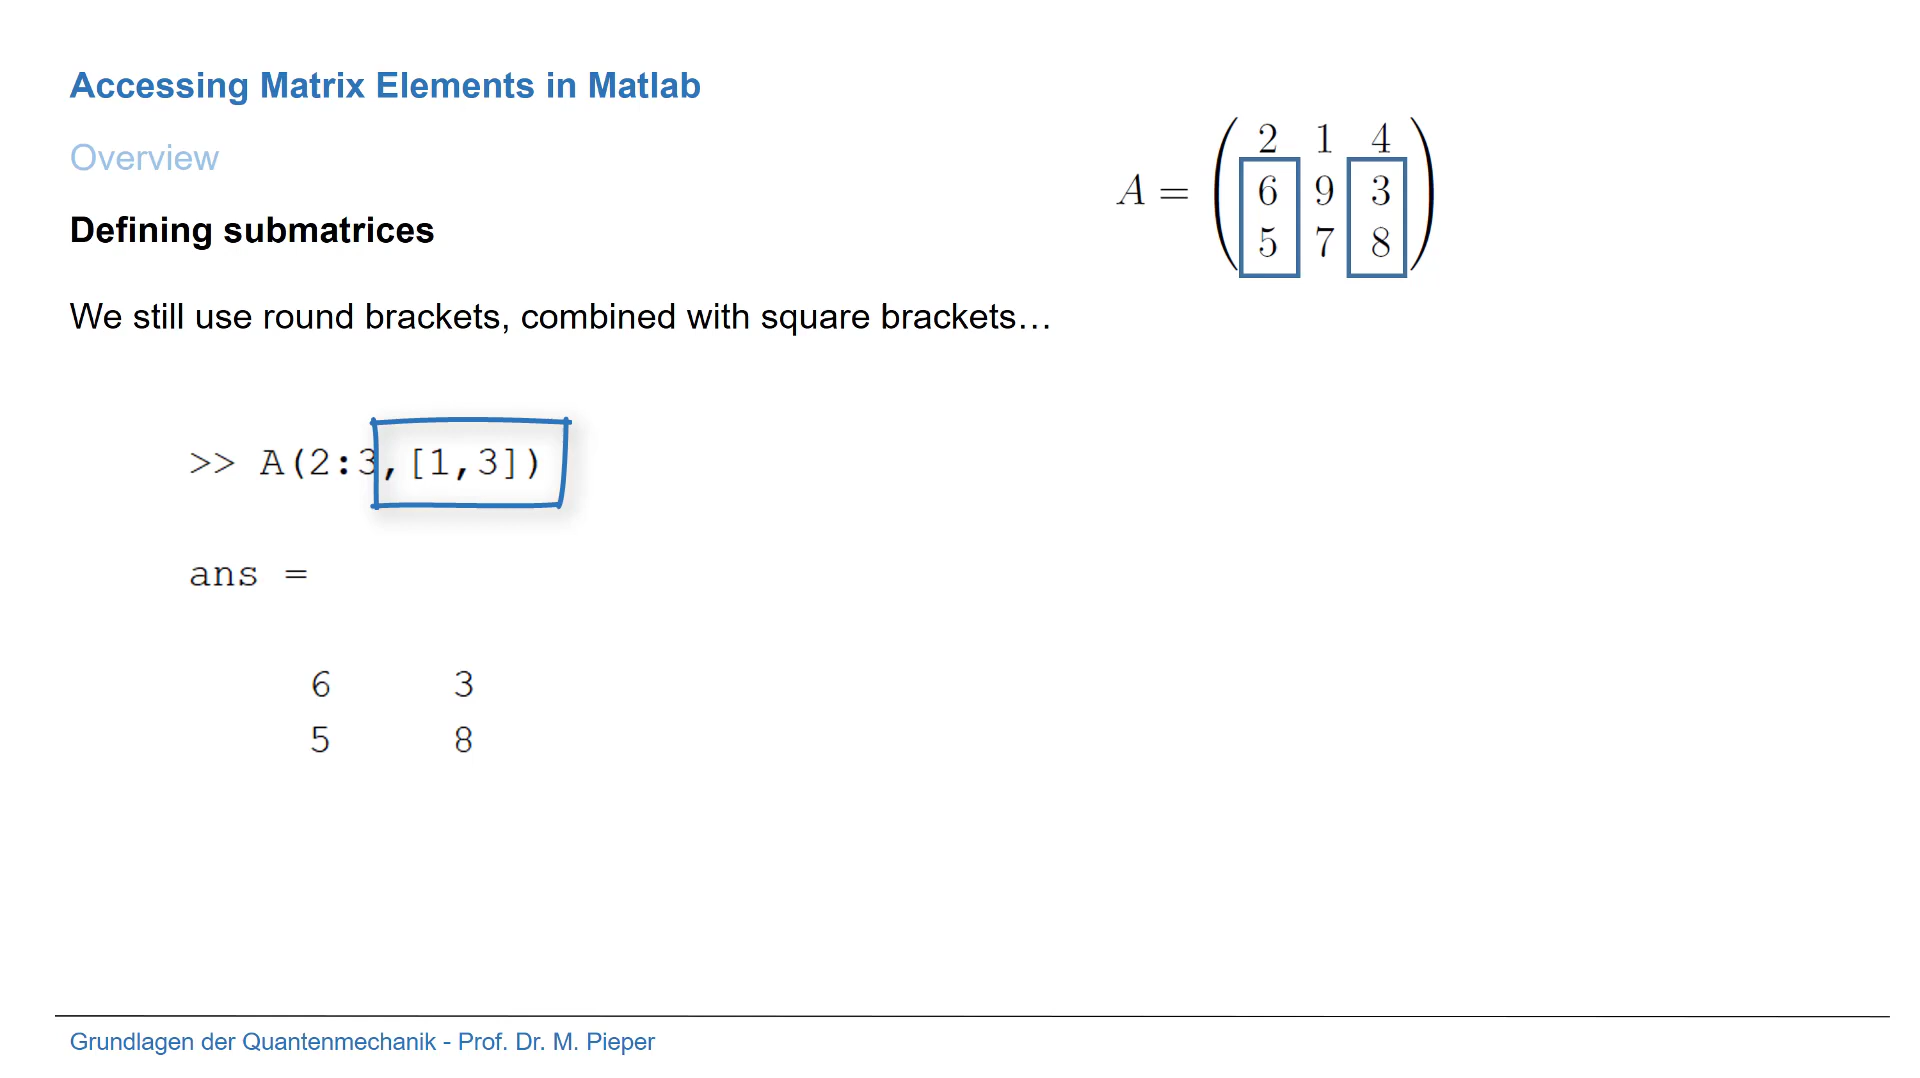 Accessing Matrix Elements in Matlab
Overview
Defining submatrices
A = ( 2 1 4
6 9 3
5 7 8 )
We still use round brackets, combined with square brackets…
>> A(2:3,[1,3])
ans =
6 3
5 8
Grundlagen der Quantenmechanik - Prof. Dr. M. Pieper